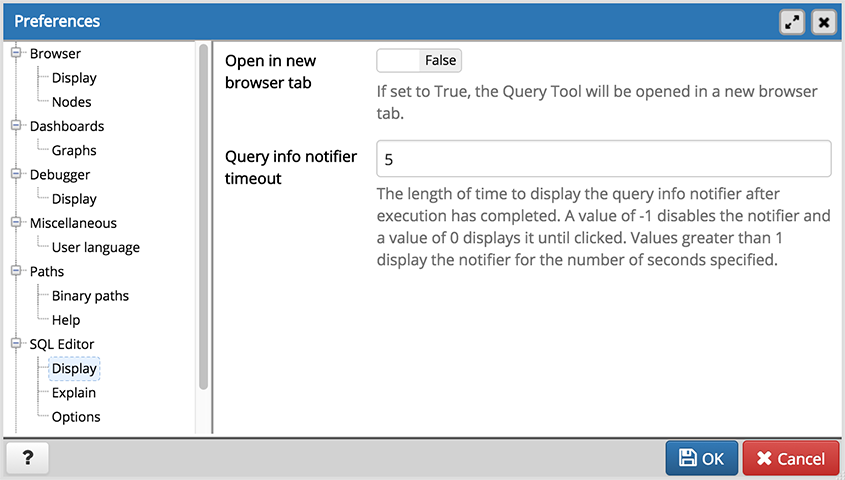 Preferences
Browser
Display
Nodes
Dashboards
Graphs
Debugger
Display
Miscellaneous
User language
Paths
Binary paths
Help
SQL Editor
Display
Explain
Options
Open in new
browser tab
False
If set to True, the Query Tool will be opened in a new browser
tab.
Query info notifier
timeout
5
The length of time to display the query info notifier after
execution has completed. A value of -1 disables the notifier and
a value of 0 displays it until clicked. Values greater than 1
display the notifier for the number of seconds specified.
?
OK
Cancel